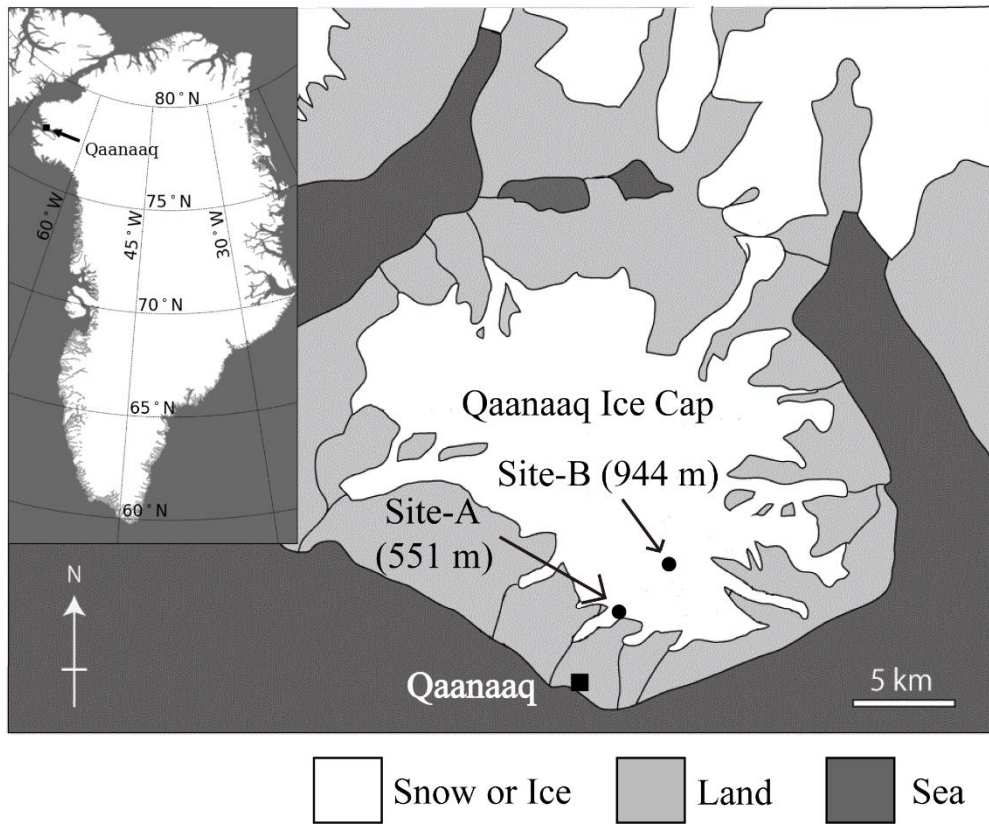 80°N
Qaanaaq
75°N
60°W
45°W
30°W
70°N
65°N
60°N
Qaanaaq Ice Cap
Site-B (944 m)
Site-A
(551 m)
N
Qaanaaq
5 km
Snow or Ice
Land
Sea